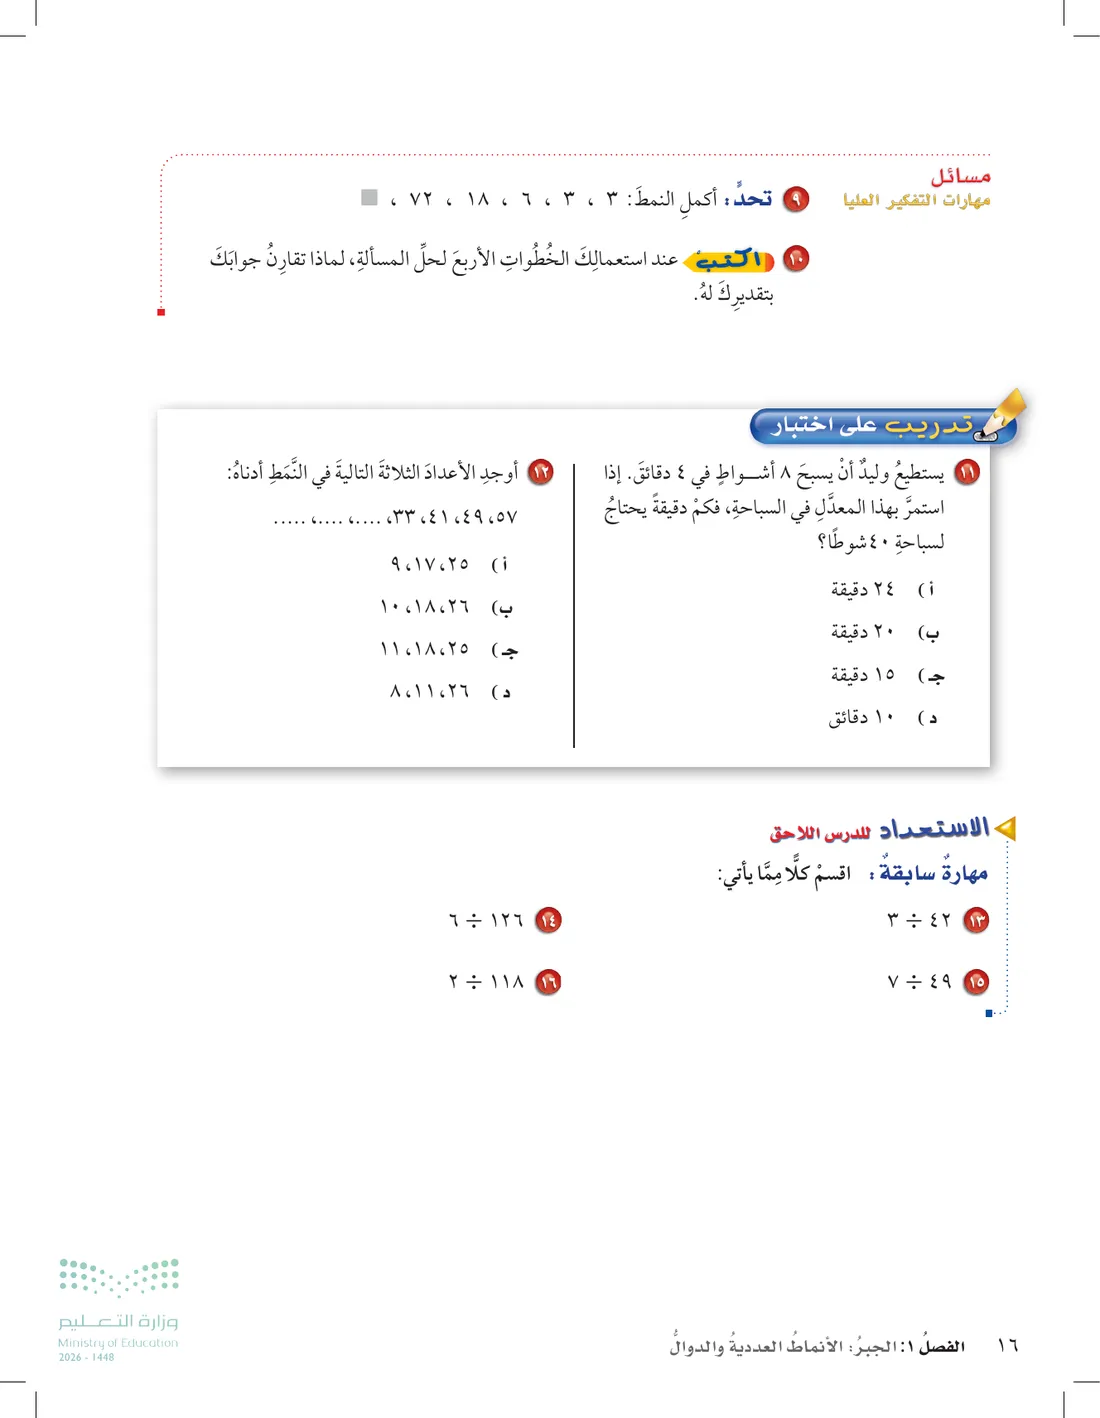 مسائل
مهارات التفكير العليا
٩ تحدٍّ: أكملِ النمطَ: ٣ ، ٣ ، ٦ ، ١٨ ، ٧٢ ،
١٠ اكتب عند استعمالِكَ الخُطُواتِ الأربعَ لحلِّ المسألةِ، لماذا تقارِنُ جوابَكَ
بتقديرِكَ لهُ.
تدريب على اختبار
١١ يستطيعُ وليدٌ أنْ يسبحَ ٨ أشـــواطٍ في ٤ دقائقَ. إذا
استمرَّ بهذا المعدَّلِ في السباحةِ، فكمْ دقيقةً يحتاجُ
لسباحةِ ٤٠ شوطًا؟
أ ) ٢٤ دقيقة
ب) ٢٠ دقيقة
جـ ) ١٥ دقيقة
د ) ١٠ دقائق
١٢ أوجدِ الأعدادَ الثلاثةَ التاليةَ في النَّمَطِ أدناهُ:
٥٧، ٤٩، ٤١، ٣٣، ....، ....، .....
أ ) ٢٥، ١٧، ٩
ب) ٢٦، ١٨، ١٠
جـ ) ٢٥، ١٨، ١١
د ) ٢٦، ١١، ٨
الاستعداد للدرس اللاحق
مهارةٌ سابقةٌ: اقسمْ كلًّا مِمَّا يأتي:
١٣ ٤٢ ÷ ٣
١٤ ١٢٦ ÷ ٦
١٥ ٤٩ ÷ ٧
١٦ ١١٨ ÷ ٢
وزارة التعـــليم
Ministry of Education
2026 - 1448
١٦ الفصلُ ١: الجبرُ: الأنماطُ العدديةُ والدوالُّ